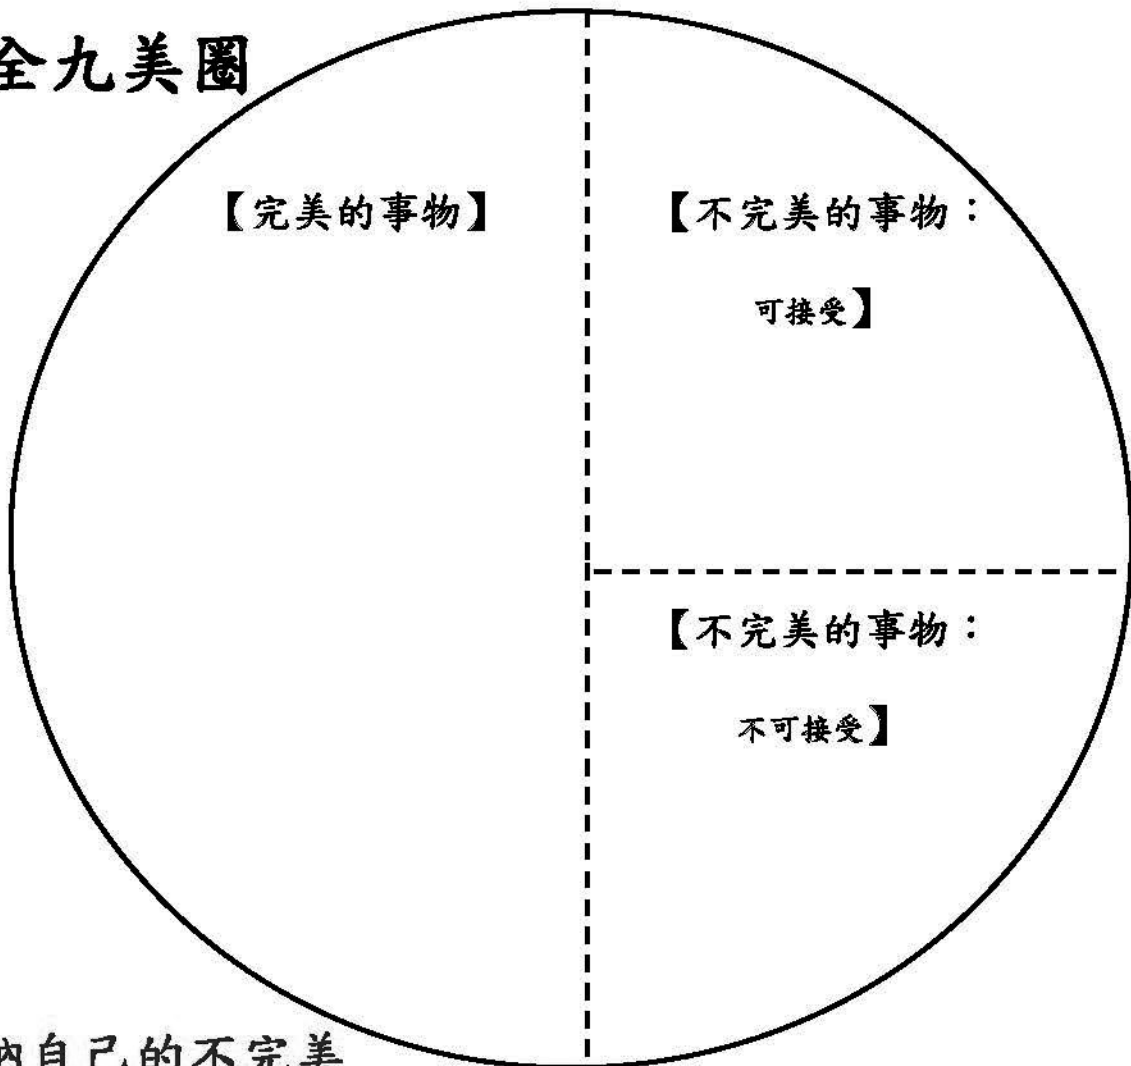 全九美圈
【完美的事物】
【不完美的事物：
可接受】
【不完美的事物：
不可接受】
納自己的不完美